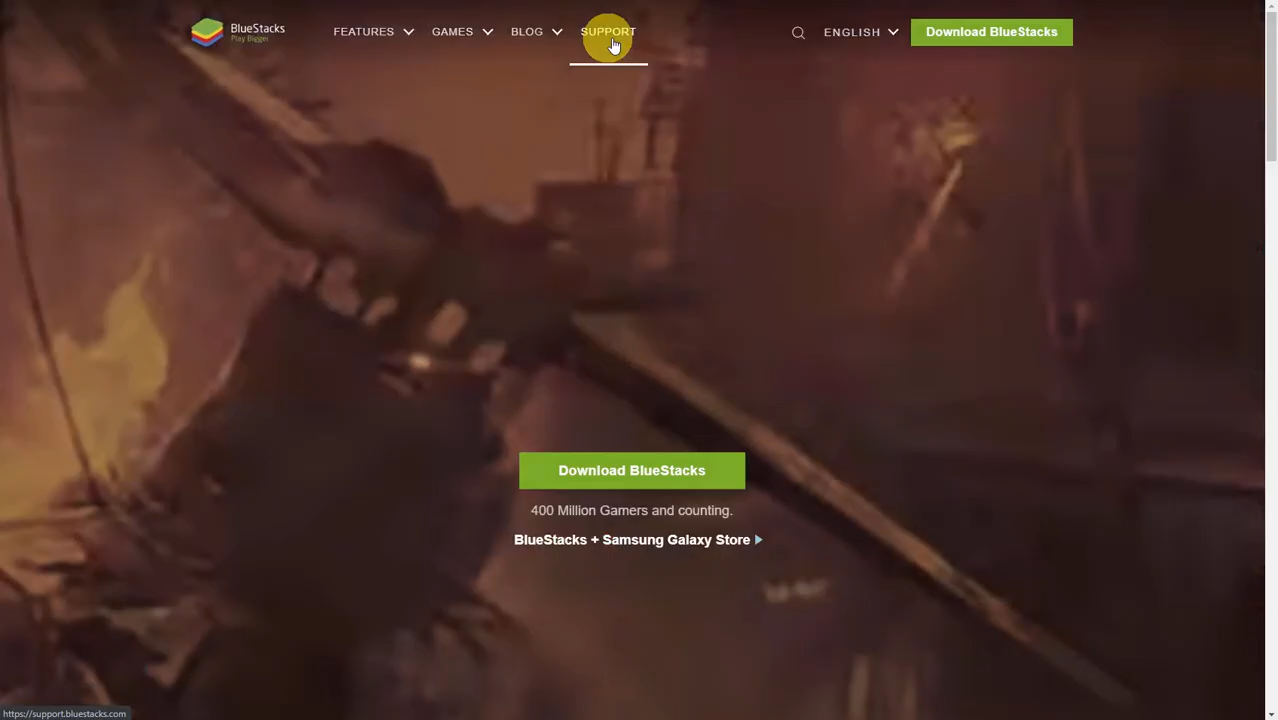 BlueStacks
Play Bigger
FEATURES
GAMES
BLOG
SUPPORT
ENGLISH
Download BlueStacks
Download BlueStacks
400 Million Gamers and counting.
BlueStacks + Samsung Galaxy Store
https://support.bluestacks.com